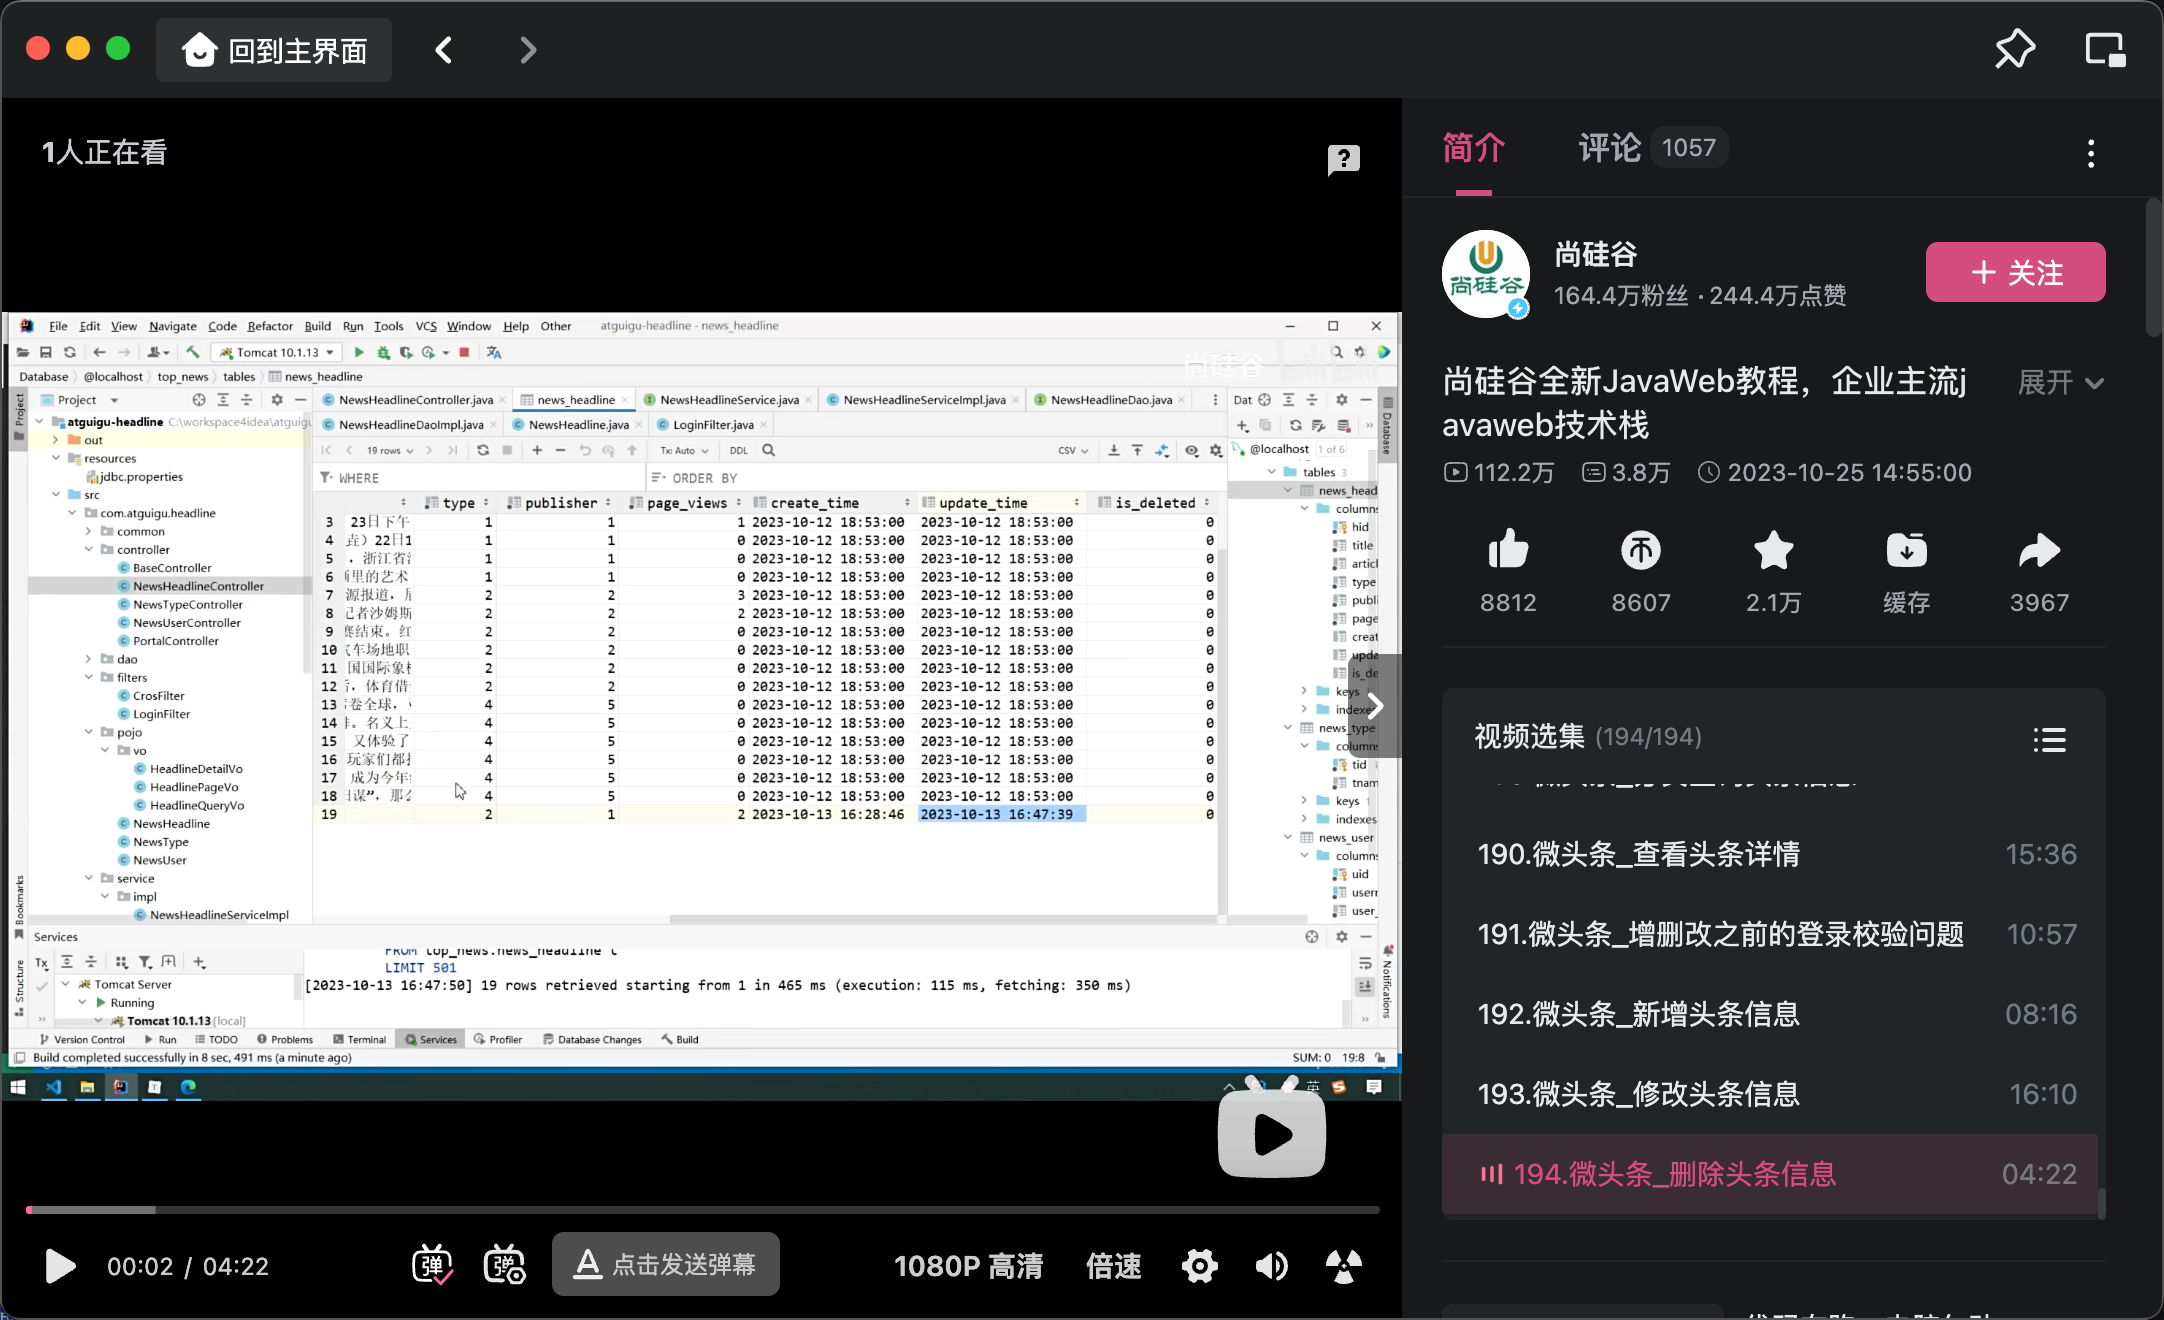 回到主界面
1人正在看
File Edit View Navigate Code Refactor Build Run Tools VCS Window Help Other atguigu-headline - news_headline
Tomcat 10.1.13
尚硅谷 bilibili
Database @localhost top_news tables news_headline
Project
NewsHeadlineController.java news_headline NewsHeadlineService.java NewsHeadlineServiceImpl.java NewsHeadlineDao.java
NewsHeadlineDaoImpl.java NewsHeadline.java LoginFilter.java
19 rows Tx: Auto DDL CSV
WHERE ORDER BY
type publisher page_views create_time update_time is_deleted
3 23日下午 1 1 1 2023-10-12 18:53:00 2023-10-12 18:53:00 0
4 22日1 1 1 0 2023-10-12 18:53:00 2023-10-12 18:53:00 0
5 ，浙江省 1 1 0 2023-10-12 18:53:00 2023-10-12 18:53:00 0
6 里的艺术 1 1 0 2023-10-12 18:53:00 2023-10-12 18:53:00 0
7 源报道， 2 2 3 2023-10-12 18:53:00 2023-10-12 18:53:00 0
8 记者沙姆斯 2 2 2 2023-10-12 18:53:00 2023-10-12 18:53:00 0
9 赛结束。红 2 2 0 2023-10-12 18:53:00 2023-10-12 18:53:00 0
10 车场地职 2 2 0 2023-10-12 18:53:00 2023-10-12 18:53:00 0
11 国国际象棋 2 2 0 2023-10-12 18:53:00 2023-10-12 18:53:00 0
12 ，体育借 2 2 0 2023-10-12 18:53:00 2023-10-12 18:53:00 0
13 卷全球， 4 5 0 2023-10-12 18:53:00 2023-10-12 18:53:00 0
14 。名义上 4 5 0 2023-10-12 18:53:00 2023-10-12 18:53:00 0
15 又体验了 4 5 0 2023-10-12 18:53:00 2023-10-12 18:53:00 0
16 玩家们都 4 5 0 2023-10-12 18:53:00 2023-10-12 18:53:00 0
17 成为今年 4 5 0 2023-10-12 18:53:00 2023-10-12 18:53:00 0
18 谋”，那么 4 5 0 2023-10-12 18:53:00 2023-10-12 18:53:00 0
19 2 1 2 2023-10-13 16:28:46 2023-10-13 16:47:39 0
atguigu-headline C:\workspace4idea\atguigu
out
resources
jdbc.properties
src
com.atguigu.headline
common
controller
BaseController
NewsHeadlineController
NewsTypeController
NewsUserController
PortalController
dao
filters
CrosFilter
LoginFilter
pojo
vo
HeadlineDetailVo
HeadlinePageVo
HeadlineQueryVo
NewsHeadline
NewsType
NewsUser
service
impl
NewsHeadlineServiceImpl
Project
Bookmarks
Structure
Dat
Database
Notifications
@localhost 1 of 6
tables 3
news_head
columns
hid
title
articl
type
publi
page
creat
upda
is_de
keys
indexes
news_type
columns
tid
tnam
keys
indexes
news_user
columns
uid
usern
user_
Services
Tx
Tomcat Server
Running
Tomcat 10.1.13 [local]
FROM top_news.news_headline t
LIMIT 501
[2023-10-13 16:47:50] 19 rows retrieved starting from 1 in 465 ms (execution: 115 ms, fetching: 350 ms)
Version Control Run TODO Problems Terminal Services Profiler Database Changes Build
Build completed successfully in 8 sec, 491 ms (a minute ago) SUM: 0 19:8
英
00:02 / 04:22
弹
弹
点击发送弹幕
1080P 高清
倍速
简介
评论 1057
尚硅谷
尚硅谷
164.4万粉丝 · 244.4万点赞
关注
尚硅谷全新JavaWeb教程，企业主流j
avaweb技术栈
展开
112.2万 3.8万 2023-10-25 14:55:00
8812 8607 2.1万 缓存 3967
视频选集 (194/194)
190.微头条_查看头条详情 15:36
191.微头条_增删改之前的登录校验问题 10:57
192.微头条_新增头条信息 08:16
193.微头条_修改头条信息 16:10
194.微头条_删除头条信息 04:22